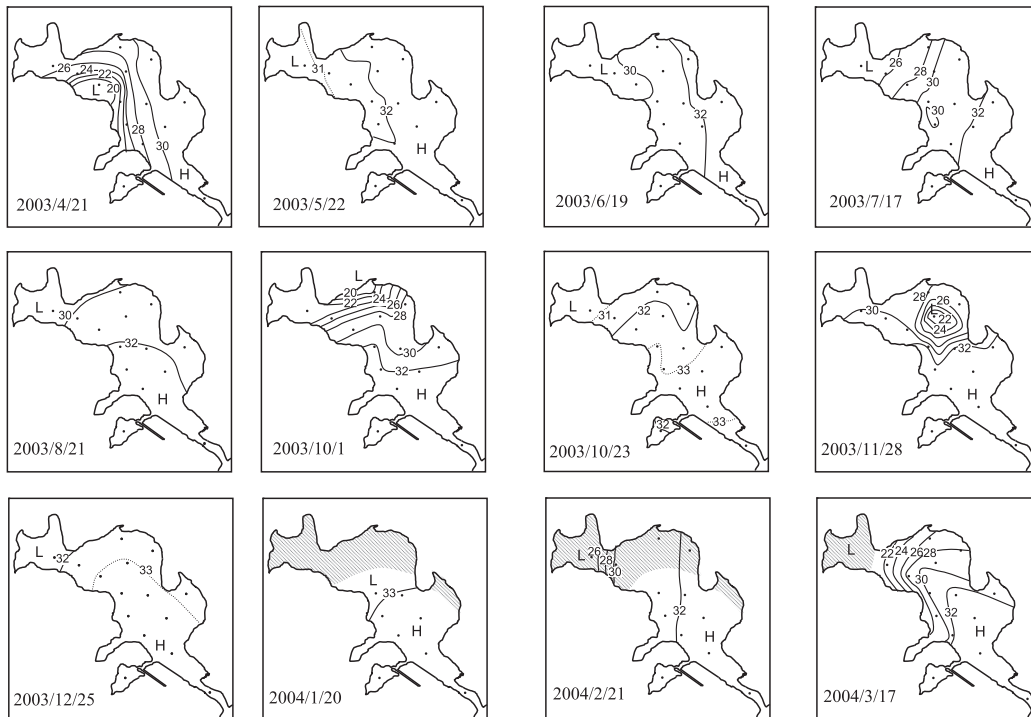 26
24
22
20
L
28
30
H
2003/4/21
L
31
32
H
2003/5/22
L
30
32
H
2003/6/19
L
26
28
30
30
32
H
2003/7/17
L
30
32
H
2003/8/21
L
20
22
24
26
28
30
32
H
2003/10/1
L
31
32
33
H
32
33
2003/10/23
30
28
26
L
22
24
32
H
2003/11/28
L
32
33
H
2003/12/25
L
33
H
2004/1/20
L
26
28
30
32
H
2004/2/21
L
22
24
26
28
30
32
H
2004/3/17